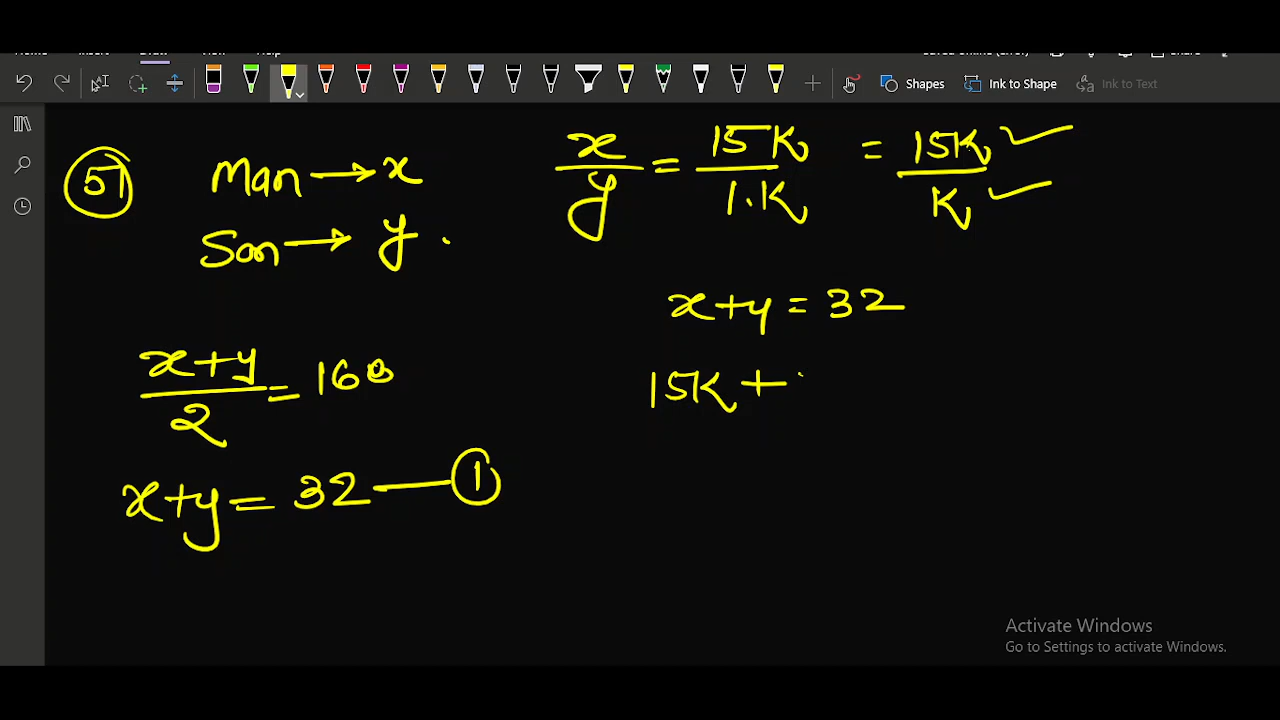 Shapes Ink to Shape Ink to Text
51
Man → x
Son → y .
x+y/2 = 16
x+y = 32 — 1
x/y = 15K/1.K = 15K/K
x+y = 32
15K +
Activate Windows
Go to Settings to activate Windows.